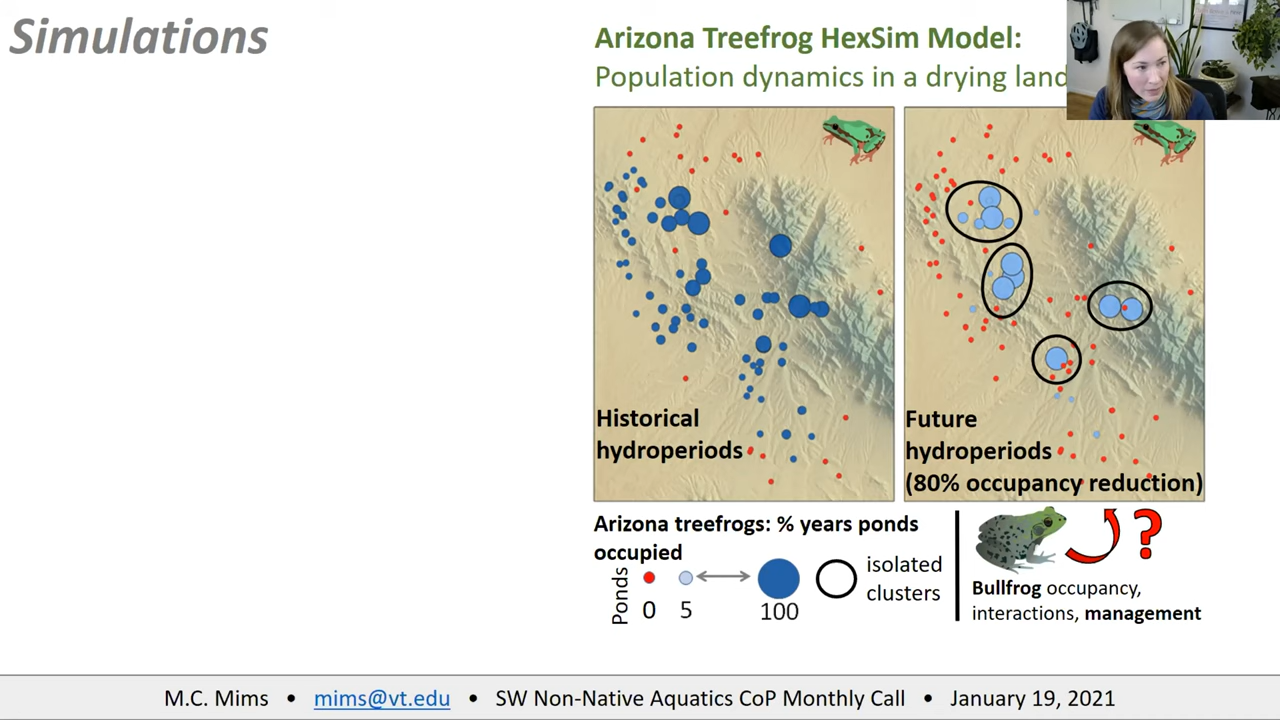 Simulations
Arizona Treefrog HexSim Model:
Population dynamics in a drying land
Historical
hydroperiods
Future
hydroperiods
(80% occupancy reduction)
Arizona treefrogs: % years ponds
occupied
Ponds
0 5 100
isolated
clusters
?
Bullfrog occupancy,
interactions, management
M.C. Mims • mims@vt.edu • SW Non-Native Aquatics CoP Monthly Call • January 19, 2021